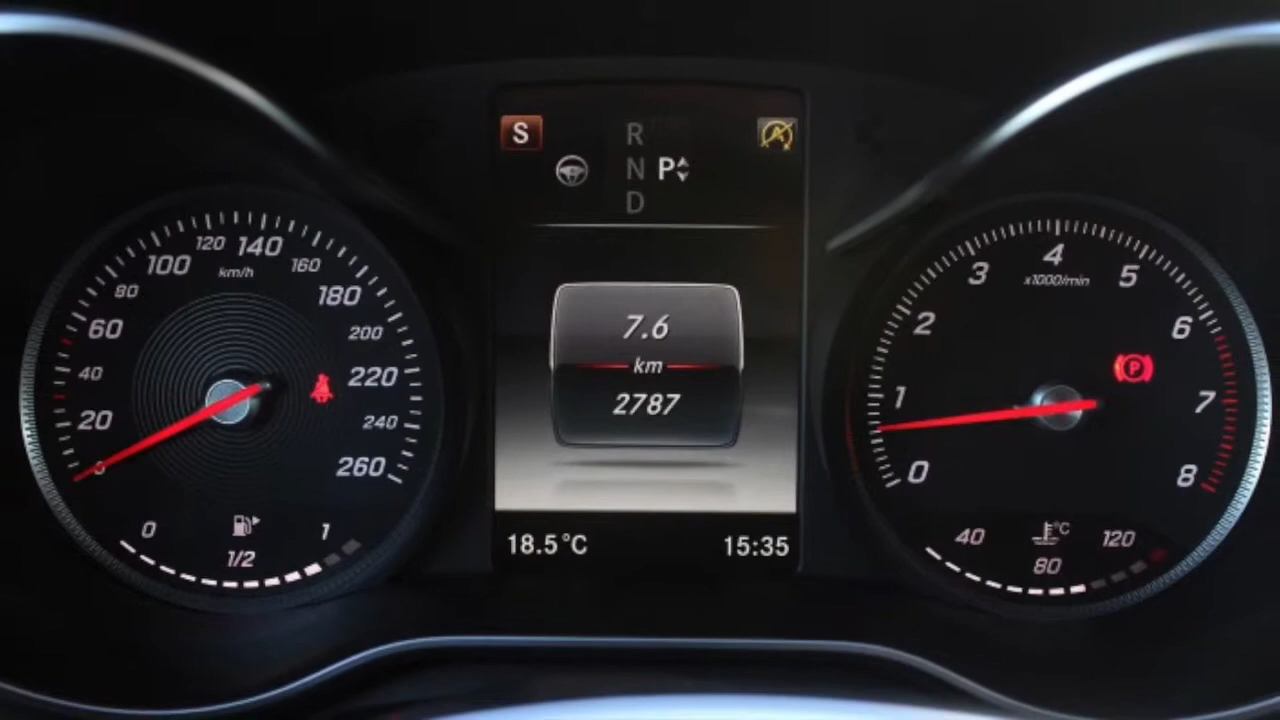 S
R
N P
D
120 140
100 160
km/h
80 180
60 200
40 220
20 240
0 260
0 1
1/2
7.6
km
2787
18.5°C 15:35
4
3 5
x1000/min
2 6
P
1 7
0 8
°C
40 120
80